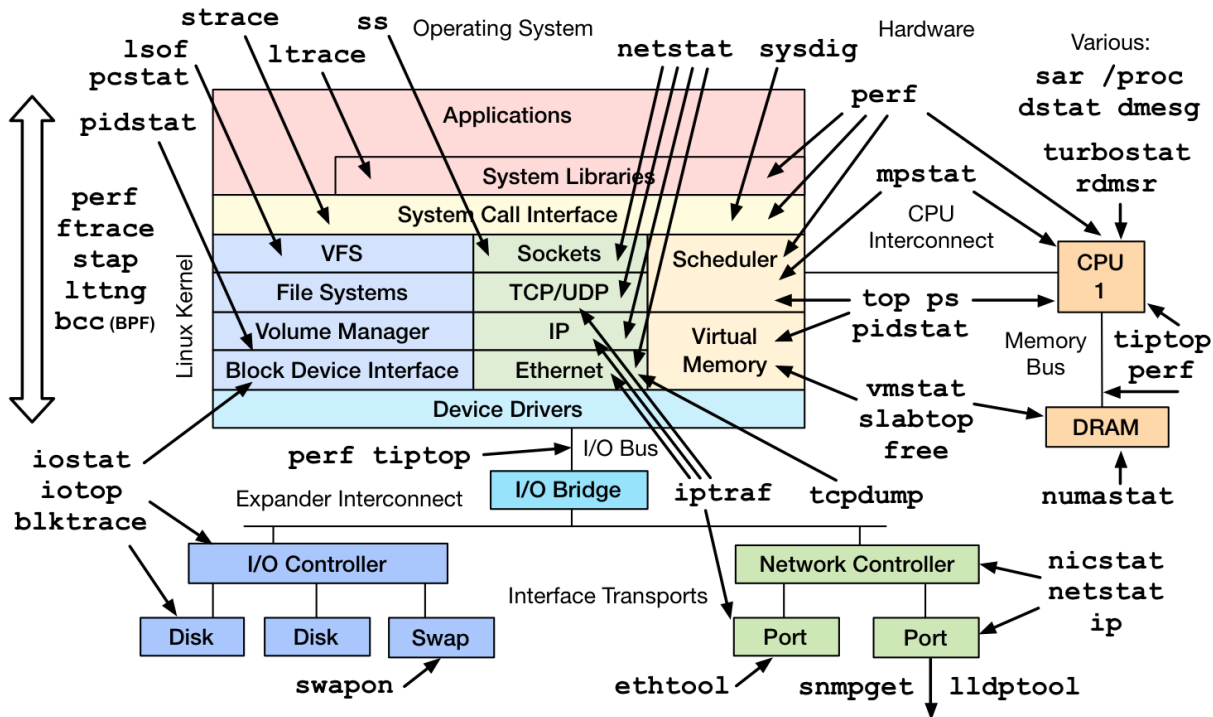 strace
ss
Operating System
Hardware
Various:
lsof
pcstat
ltrace
netstat
sysdig
sar /proc
dstat dmesg
pidstat
perf
Applications
turbostat
rdmsr
System Libraries
mpstat
perf
ftrace
stap
lttng
bcc (BPF)
System Call Interface
CPU
Interconnect
Linux Kernel
VFS
Sockets
Scheduler
CPU
1
File Systems
TCP/UDP
top ps
pidstat
Volume Manager
IP
Virtual
Memory
Memory
Bus
tiptop
perf
Block Device Interface
Ethernet
vmstat
slabtop
free
Device Drivers
DRAM
iostat
iotop
blktrace
perf tiptop
I/O Bus
Expander Interconnect
I/O Bridge
iptraf
tcpdump
numastat
I/O Controller
Network Controller
nicstat
netstat
ip
Interface Transports
Disk
Disk
Swap
Port
Port
swapon
ethtool
snmpget
lldptool